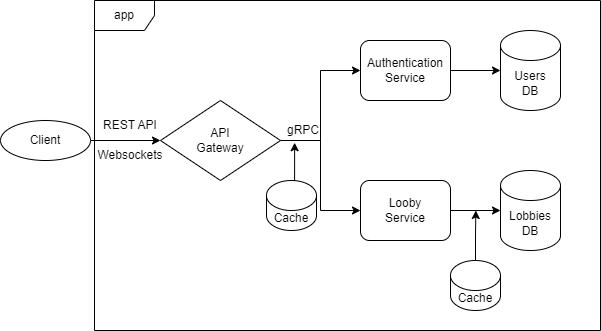 app
Client
REST API
Websockets
API
Gateway
gRPC
Cache
Authentication
Service
Users
DB
Looby
Service
Lobbies
DB
Cache